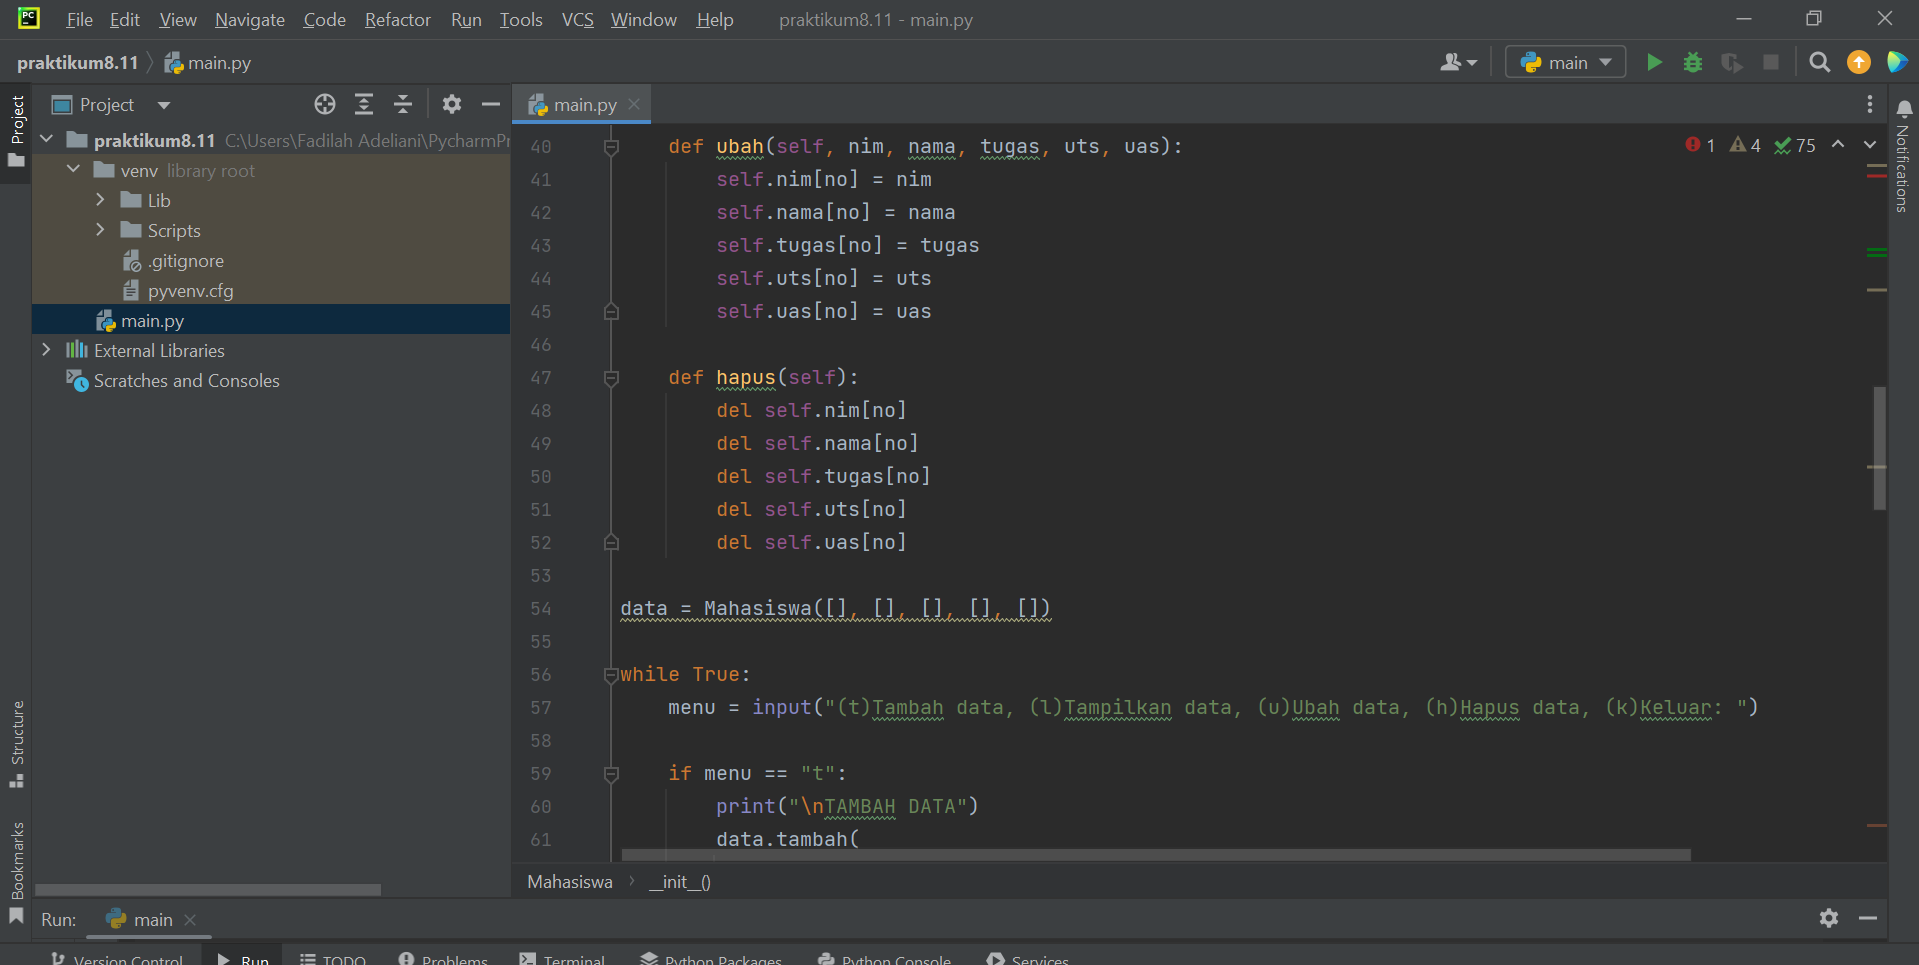 PC File Edit View Navigate Code Refactor Run Tools VCS Window Help praktikum8.11 - main.py
praktikum8.11 main.py main
Project
Project
main.py
praktikum8.11 C:\Users\Fadilah Adeliani\PycharmPr
venv library root
Lib
Scripts
.gitignore
pyvenv.cfg
main.py
External Libraries
Scratches and Consoles
Structure
Bookmarks
1 4 75
Notifications
40 def ubah(self, nim, nama, tugas, uts, uas):
41 self.nim[no] = nim
42 self.nama[no] = nama
43 self.tugas[no] = tugas
44 self.uts[no] = uts
45 self.uas[no] = uas
46
47 def hapus(self):
48 del self.nim[no]
49 del self.nama[no]
50 del self.tugas[no]
51 del self.uts[no]
52 del self.uas[no]
53
54 data = Mahasiswa([], [], [], [], [])
55
56 while True:
57 menu = input("(t)Tambah data, (l)Tampilkan data, (u)Ubah data, (h)Hapus data, (k)Keluar: ")
58
59 if menu == "t":
60 print("\nTAMBAH DATA")
61 data.tambah(
Mahasiswa __init__()
Run: main
Version Control Run TODO Problems Terminal Python Packages Python Console Services